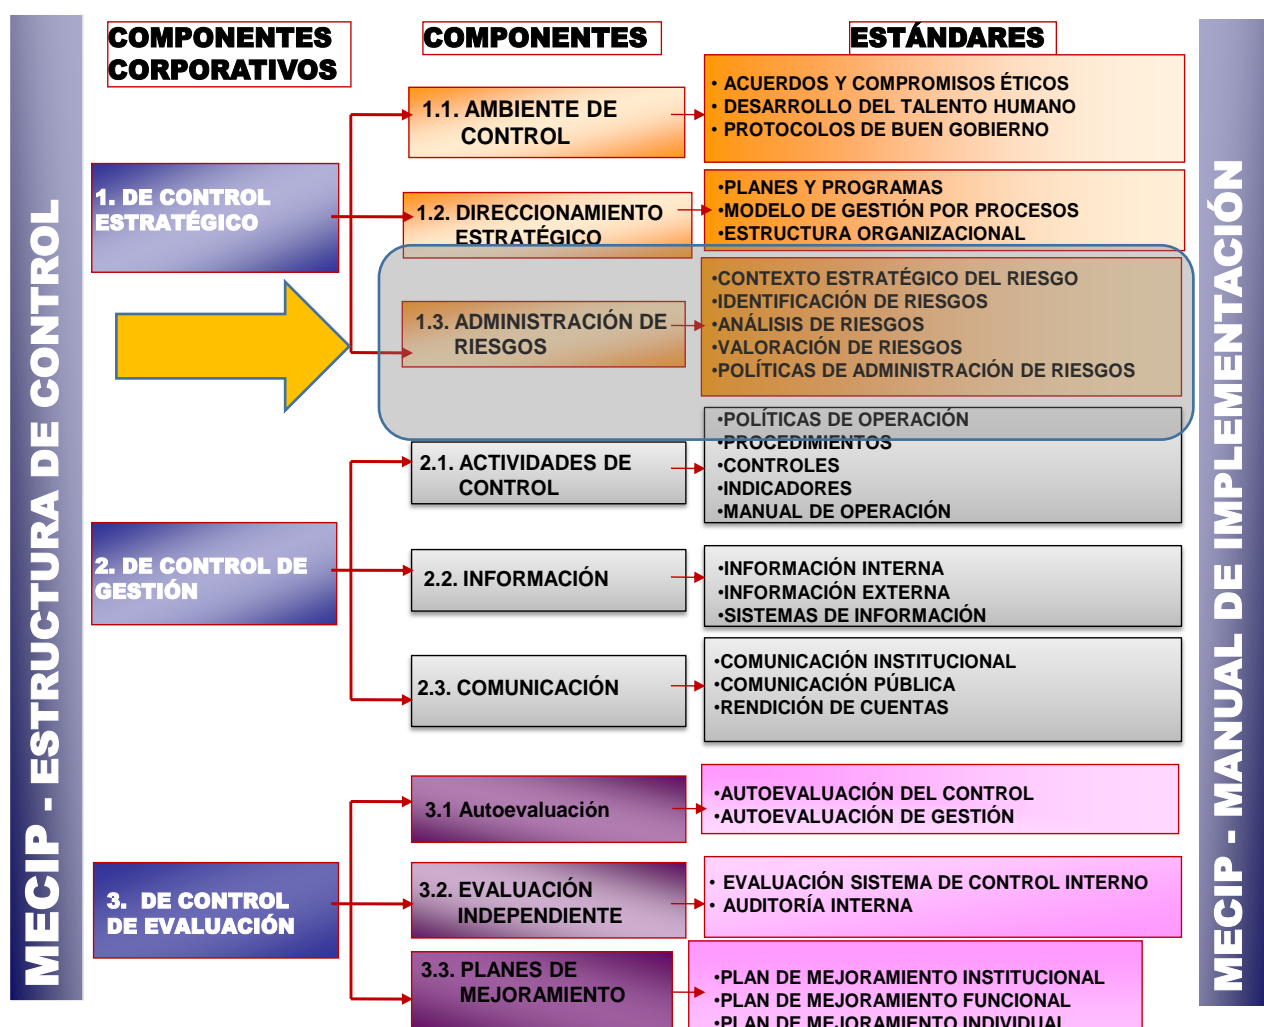 MECIP - ESTRUCTURA DE CONTROL
COMPONENTES
CORPORATIVOS
COMPONENTES
ESTÁNDARES
1. DE CONTROL
ESTRATÉGICO
1.1. AMBIENTE DE
CONTROL
• ACUERDOS Y COMPROMISOS ÉTICOS
• DESARROLLO DEL TALENTO HUMANO
• PROTOCOLOS DE BUEN GOBIERNO
1.2. DIRECCIONAMIENTO
ESTRATÉGICO
•PLANES Y PROGRAMAS
•MODELO DE GESTIÓN POR PROCESOS
•ESTRUCTURA ORGANIZACIONAL
1.3. ADMINISTRACIÓN DE
RIESGOS
•CONTEXTO ESTRATÉGICO DEL RIESGO
•IDENTIFICACIÓN DE RIESGOS
•ANÁLISIS DE RIESGOS
•VALORACIÓN DE RIESGOS
•POLÍTICAS DE ADMINISTRACIÓN DE RIESGOS
2. DE CONTROL DE
GESTIÓN
2.1. ACTIVIDADES DE
CONTROL
•POLÍTICAS DE OPERACIÓN
•PROCEDIMIENTOS
•CONTROLES
•INDICADORES
•MANUAL DE OPERACIÓN
2.2. INFORMACIÓN
•INFORMACIÓN INTERNA
•INFORMACIÓN EXTERNA
•SISTEMAS DE INFORMACIÓN
2.3. COMUNICACIÓN
•COMUNICACIÓN INSTITUCIONAL
•COMUNICACIÓN PÚBLICA
•RENDICIÓN DE CUENTAS
3. DE CONTROL
DE EVALUACIÓN
3.1 Autoevaluación
•AUTOEVALUACIÓN DEL CONTROL
•AUTOEVALUACIÓN DE GESTIÓN
3.2. EVALUACIÓN
INDEPENDIENTE
• EVALUACIÓN SISTEMA DE CONTROL INTERNO
• AUDITORÍA INTERNA
3.3. PLANES DE
MEJORAMIENTO
•PLAN DE MEJORAMIENTO INSTITUCIONAL
•PLAN DE MEJORAMIENTO FUNCIONAL
•PLAN DE MEJORAMIENTO INDIVIDUAL
MECIP - MANUAL DE IMPLEMENTACIÓN